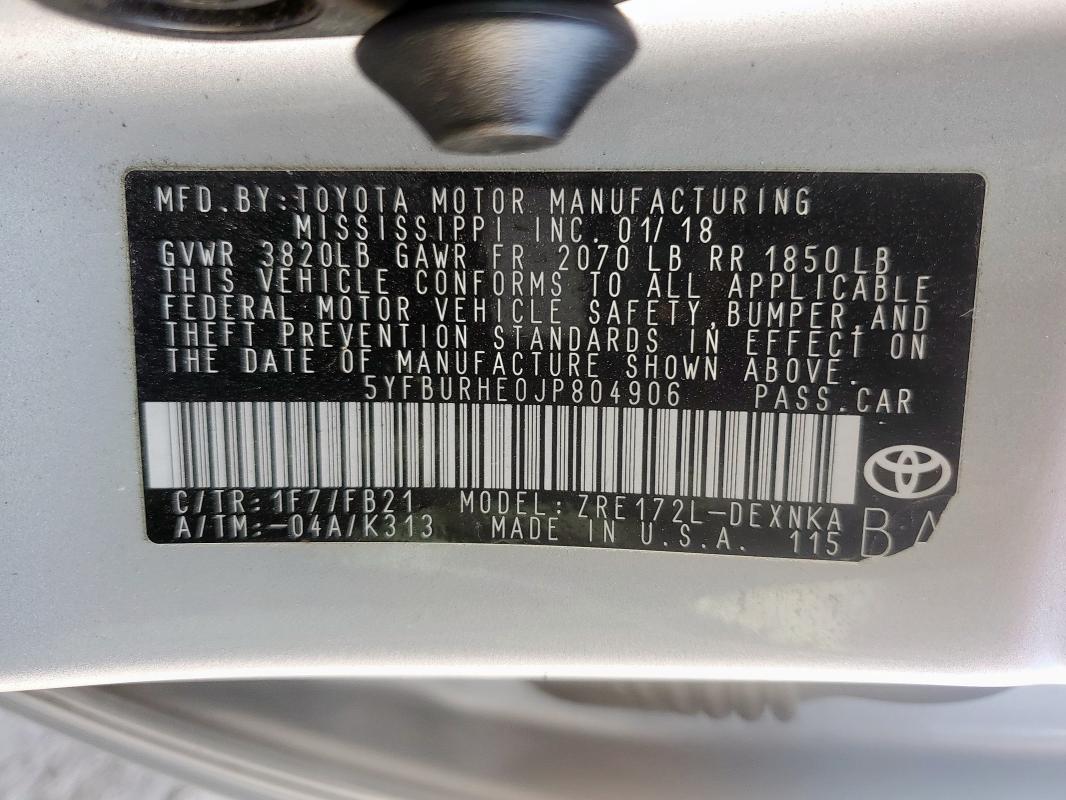 MFD.BY:TOYOTA MOTOR MANUFACTURING
MISSISSIPPI INC. 01/18
GVWR 3820LB GAWR FR 2070 LB RR 1850 LB
THIS VEHICLE CONFORMS TO ALL APPLICABLE
FEDERAL MOTOR VEHICLE SAFETY,BUMPER,AND
THEFT PREVENTION STANDARDS IN EFFECT ON
THE DATE OF MANUFACTURE SHOWN ABOVE.
5YFBURHE0JP804906 PASS.CAR
C/TR:1F7/FB21 MODEL:ZRE172L-DEXNKA
A/TM:-04A/K313 MADE IN U.S.A. 115 BA